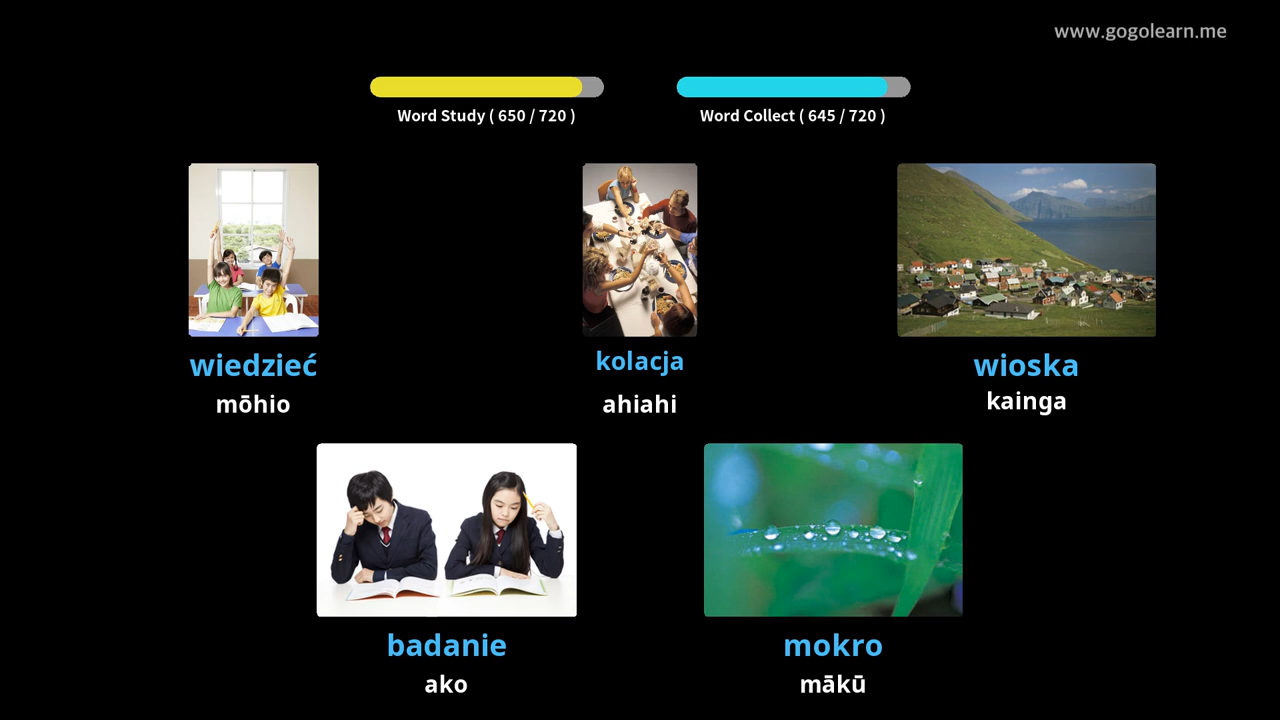 www.gogolearn.me
Word Study ( 650 / 720 )
Word Collect ( 645 / 720 )
wiedzieć
mōhio
kolacja
ahiahi
wioska
kainga
badanie
ako
mokro
mākū